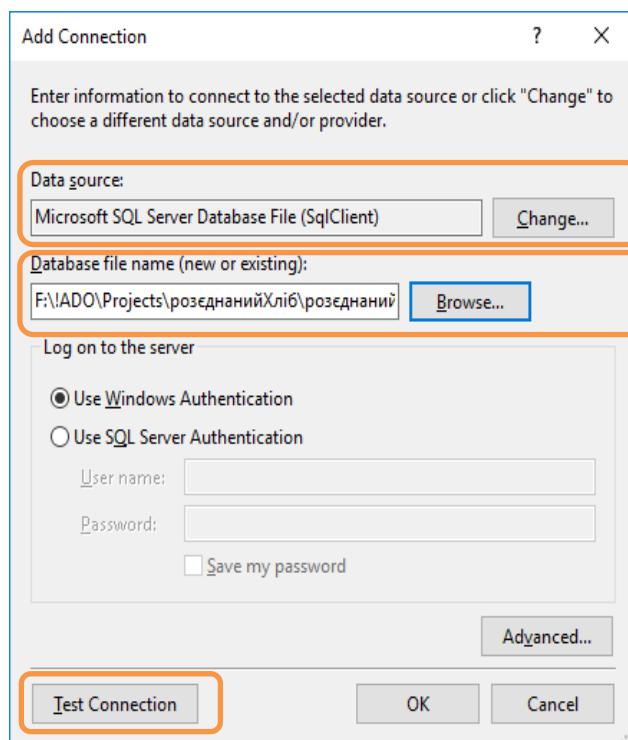 Add Connection
?
Enter information to connect to the selected data source or click "Change" to
choose a different data source and/or provider.
Data source:
Microsoft SQL Server Database File (SqlClient)
Change...
Database file name (new or existing):
F:\!ADO\Projects\розєднанийХліб\розєднаний
Browse...
Log on to the server
Use Windows Authentication
Use SQL Server Authentication
User name:
Password:
Save my password
Advanced...
Test Connection
OK
Cancel